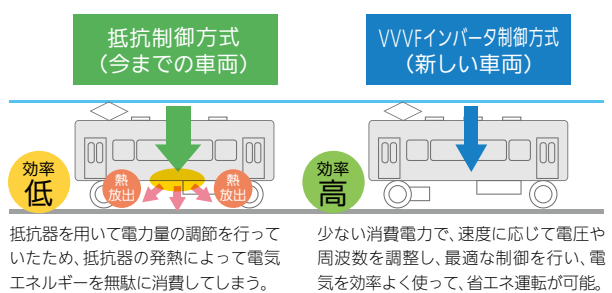 抵抗制御方式
（今までの車両）
VVVFインバータ制御方式
（新しい車両）
効率
低
熱
放出
熱
放出
効率
高
抵抗器を用いて電力量の調節を行って
いたため、抵抗器の発熱によって電気
エネルギーを無駄に消費してしまう。
少ない消費電力で、速度に応じて電圧や
周波数を調整し、最適な制御を行い、電
気を効率よく使って、省エネ運転が可能。